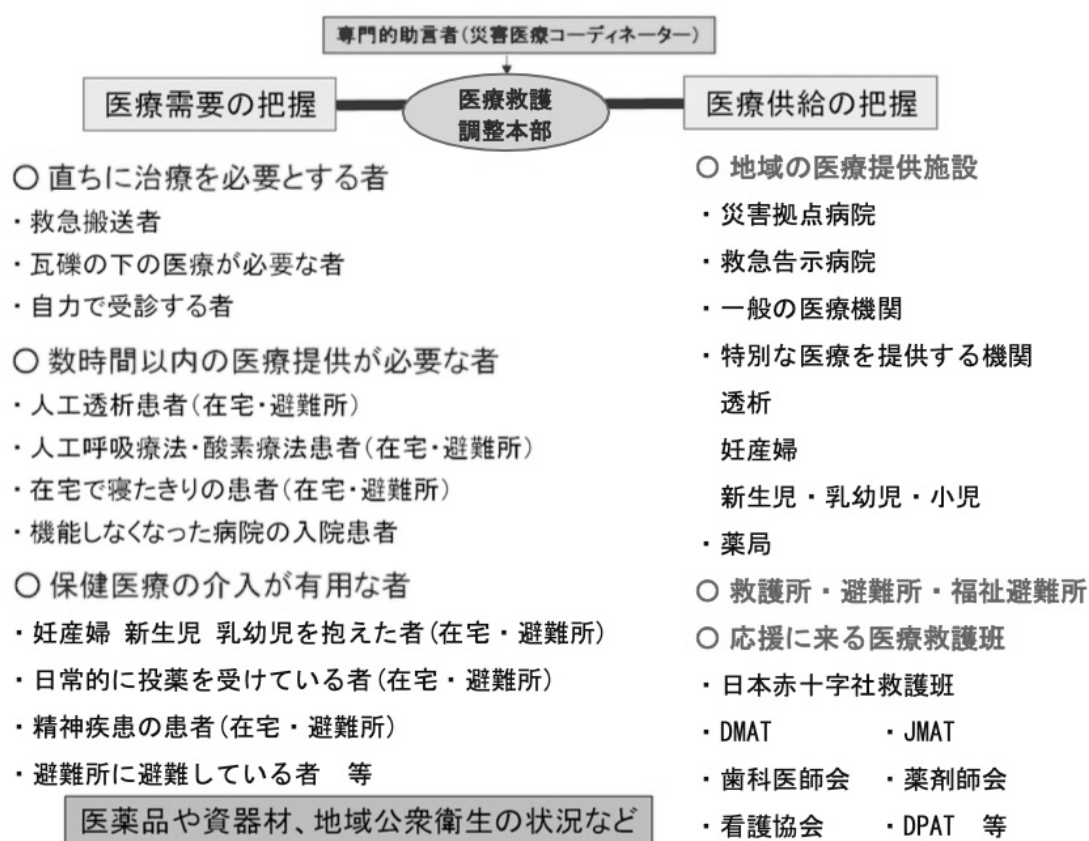 専門的助言者(災害医療コーディネーター)
医療需要の把握
医療救護
調整本部
医療供給の把握
○ 直ちに治療を必要とする者
・救急搬送者
・瓦礫の下の医療が必要な者
・自力で受診する者
○ 数時間以内の医療提供が必要な者
・人工透析患者(在宅・避難所)
・人工呼吸療法・酸素療法患者(在宅・避難所)
・在宅で寝たきりの患者(在宅・避難所)
・機能しなくなった病院の入院患者
○ 保健医療の介入が有用な者
・妊産婦 新生児 乳幼児を抱えた者(在宅・避難所)
・日常的に投薬を受けている者(在宅・避難所)
・精神疾患の患者(在宅・避難所)
・避難所に避難している者 等
医薬品や資器材、地域公衆衛生の状況など
○ 地域の医療提供施設
・災害拠点病院
・救急告示病院
・一般の医療機関
・特別な医療を提供する機関
透析
妊産婦
新生児・乳幼児・小児
・薬局
○ 救護所・避難所・福祉避難所
○ 応援に来る医療救護班
・日本赤十字社救護班
・DMAT ・JMAT
・歯科医師会 ・薬剤師会
・看護協会 ・DPAT 等